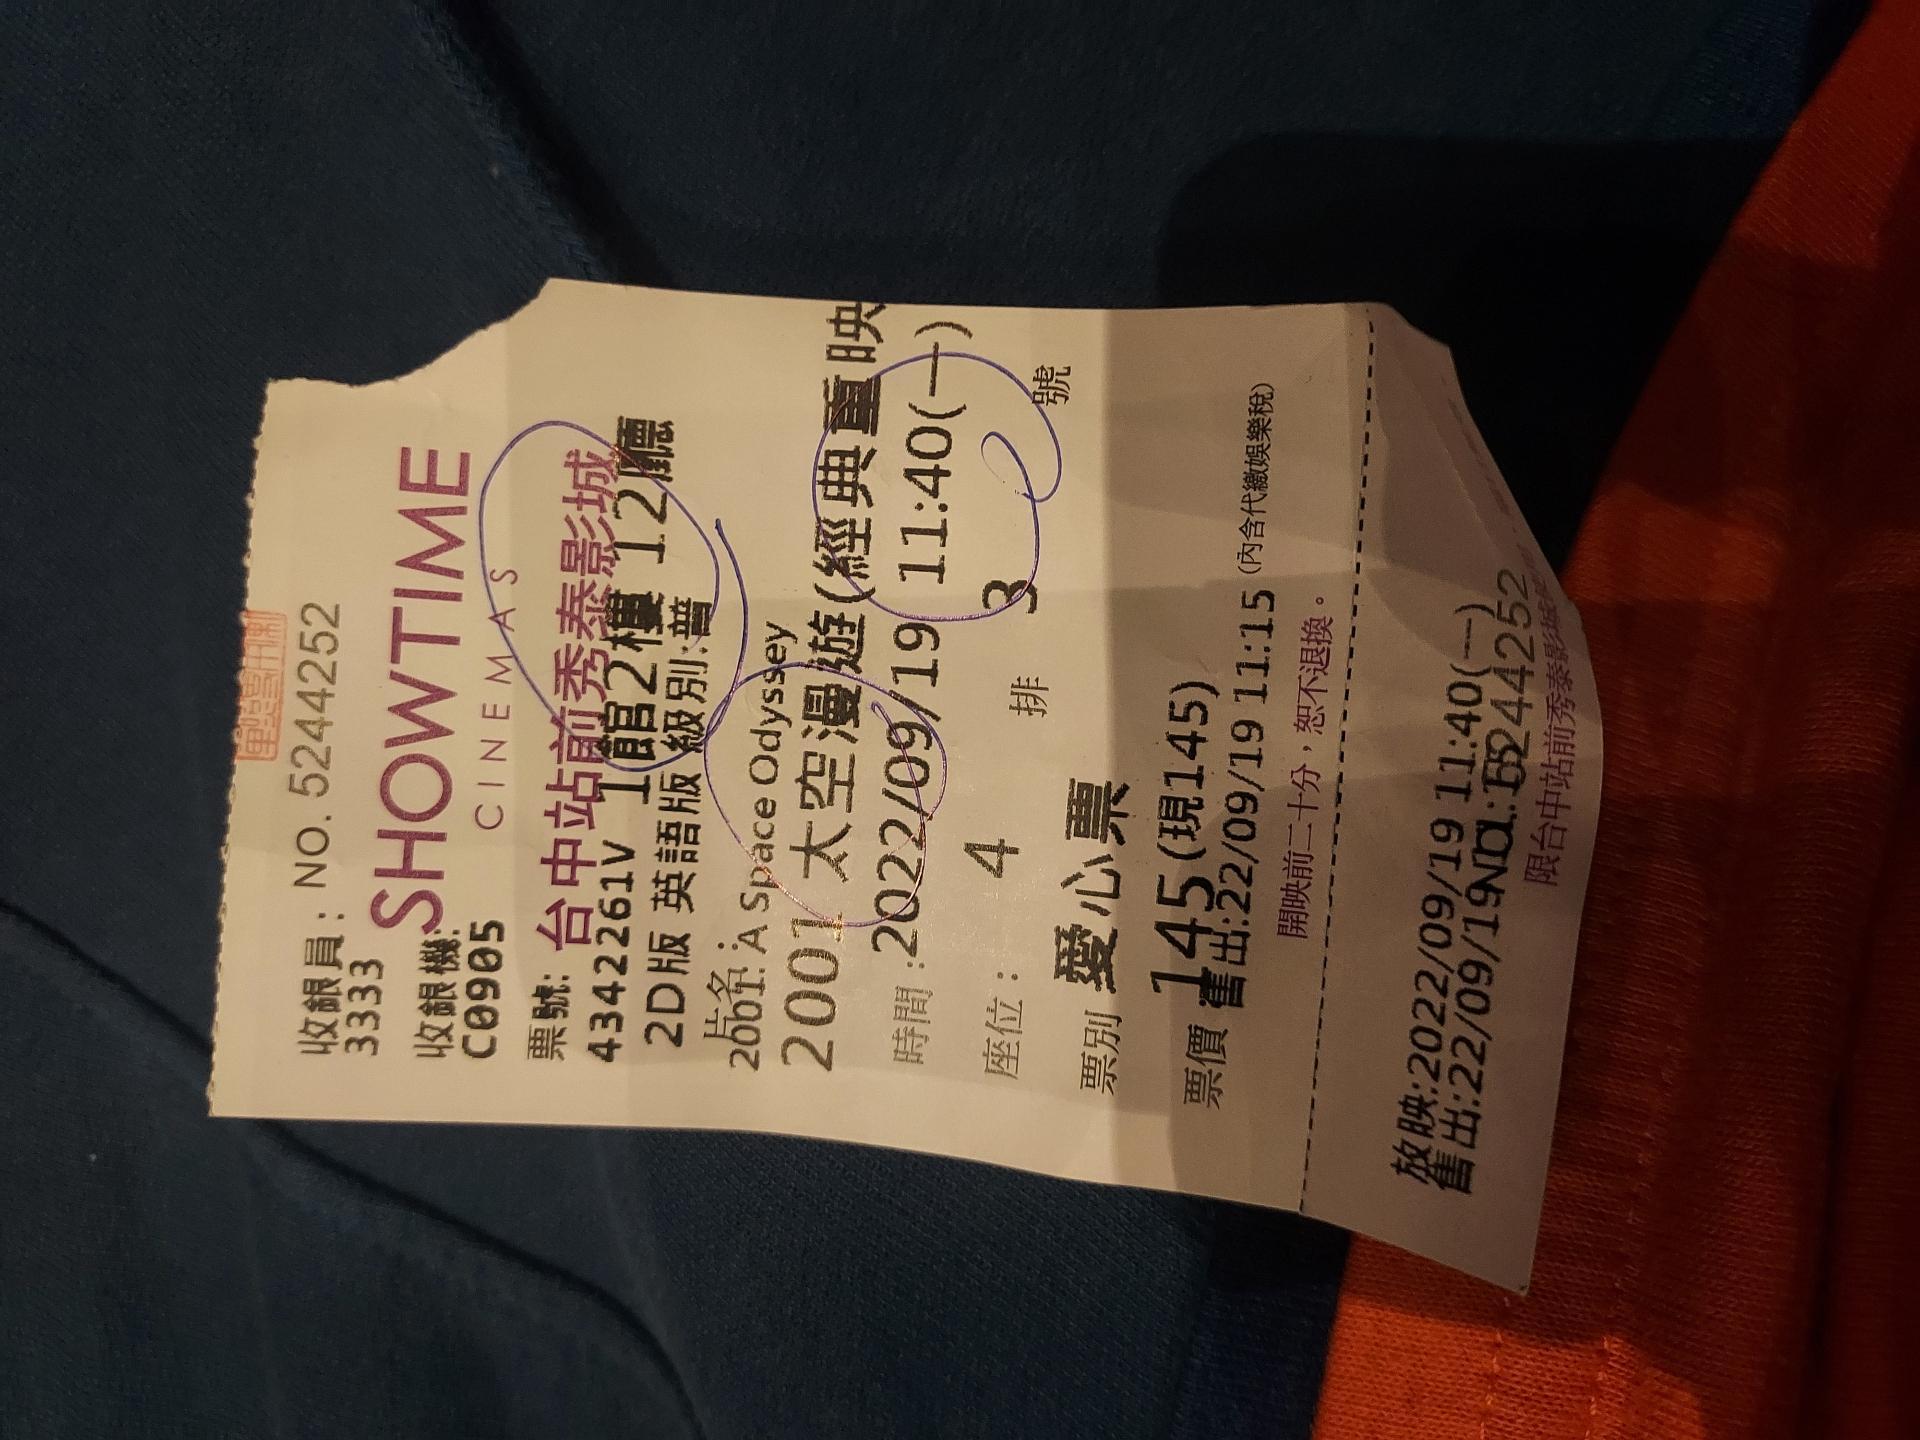 NO. 5244252
收銀員:
3333
SHOWTIME
CINEMAS
收銀機:
C0905
台中站前秀泰影城
票號:
4342261V 1館2樓 12廳
2D版 英語版 級別:普
片名:
2001: A Space Odyssey
2001 太空漫遊(經典重映
時間:2022/09/19 11:40(一)
座位: 4 排 3 號
票別 愛心票
票價 145(現145)
售出:22/09/19 11:15 (內含代繳娛樂稅)
開映前二十分,恕不退換。
放映:2022/09/19 11:40(一)
售出:22/09/19
No.: 5244252
限台中站前秀泰影城